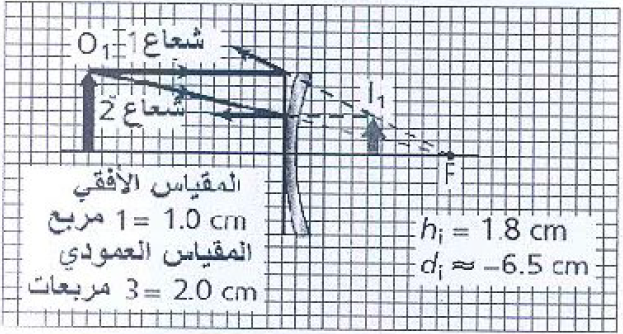 O₁ شعاع 1
شعاع 2
I₁
F
المقياس الأفقي
1 مربع = 1.0 cm
المقياس العمودي
3 مربعات = 2.0 cm
hᵢ = 1.8 cm
dᵢ ≈ −6.5 cm